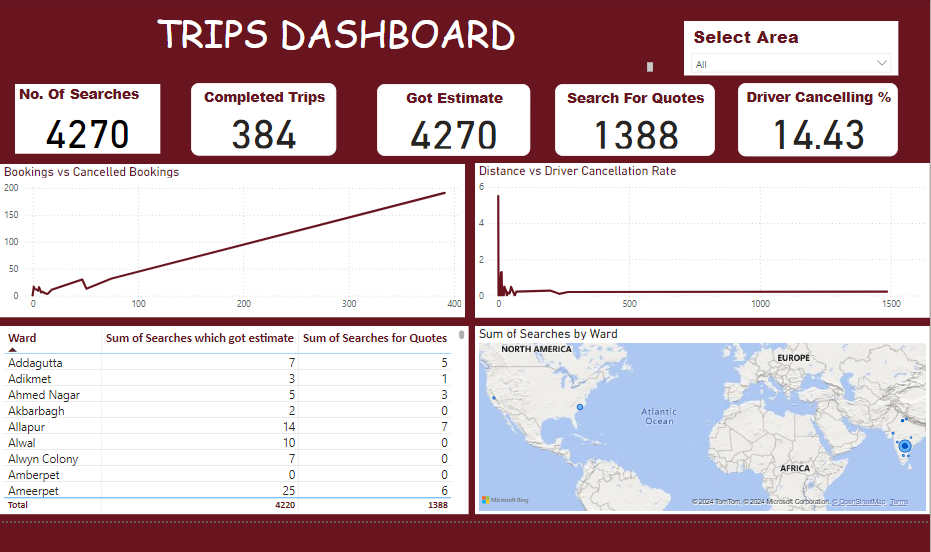 TRIPS DASHBOARD
Select Area
All
No. Of Searches
4270
Completed Trips
384
Got Estimate
4270
Search For Quotes
1388
Driver Cancelling %
14.43
Bookings vs Cancelled Bookings
200
150
100
50
0
0 100 200 300 400
Distance vs Driver Cancellation Rate
6
4
2
0
0 500 1000 1500
Ward Sum of Searches which got estimate Sum of Searches for Quotes
Addagutta 7 5
Adikmet 3 1
Ahmed Nagar 5 3
Akbarbagh 2 0
Allapur 14 7
Alwal 10 0
Alwyn Colony 7 0
Amberpet 0 0
Ameerpet 25 6
Total 4220 1388
Sum of Searches by Ward
NORTH AMERICA
EUROPE
Atlantic
Ocean
AFRICA
Microsoft Bing
© 2024 TomTom, © 2024 Microsoft Corporation, © OpenStreetMap Terms